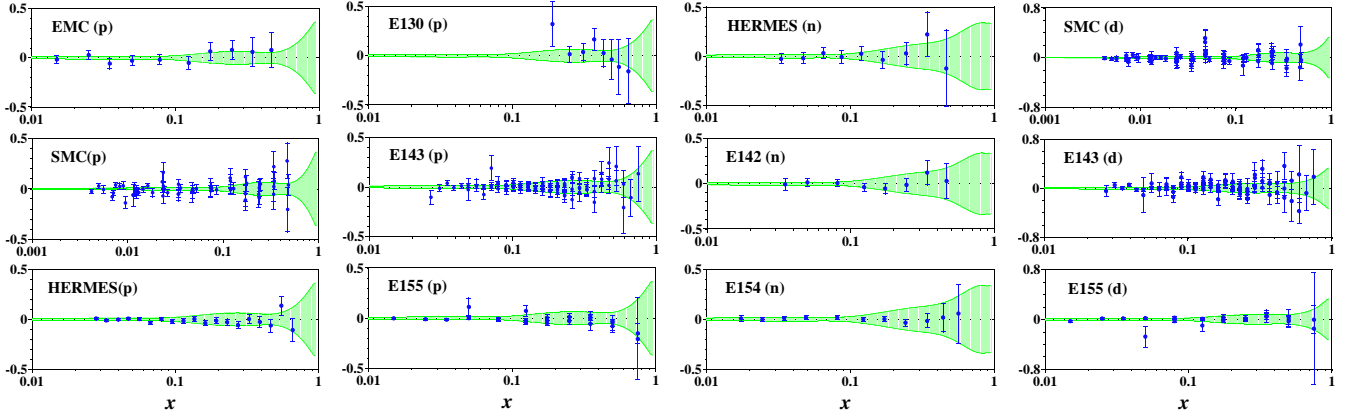 0.5 EMC (p) 0 -0.5 0.01 0.1 1
0.5 E130 (p) 0 -0.5 0.01 0.1 1
0.5 HERMES (n) 0 -0.5 0.01 0.1 1
0.8 SMC (d) 0 -0.8 0.001 0.01 0.1 1
0.5 SMC(p) 0 -0.5 0.001 0.01 0.1 1
0.5 E143 (p) 0 -0.5 0.01 0.1 1
0.5 E142 (n) 0 -0.5 0.01 0.1 1
0.8 E143 (d) 0 -0.8 0.01 0.1 1
0.5 HERMES(p) 0 -0.5 0.01 0.1 1
x
0.5 E155 (p) 0 -0.5 0.01 0.1 1
x
0.5 E154 (n) 0 -0.5 0.01 0.1 1
x
0.8 E155 (d) 0 -0.8 0.01 0.1 1
x